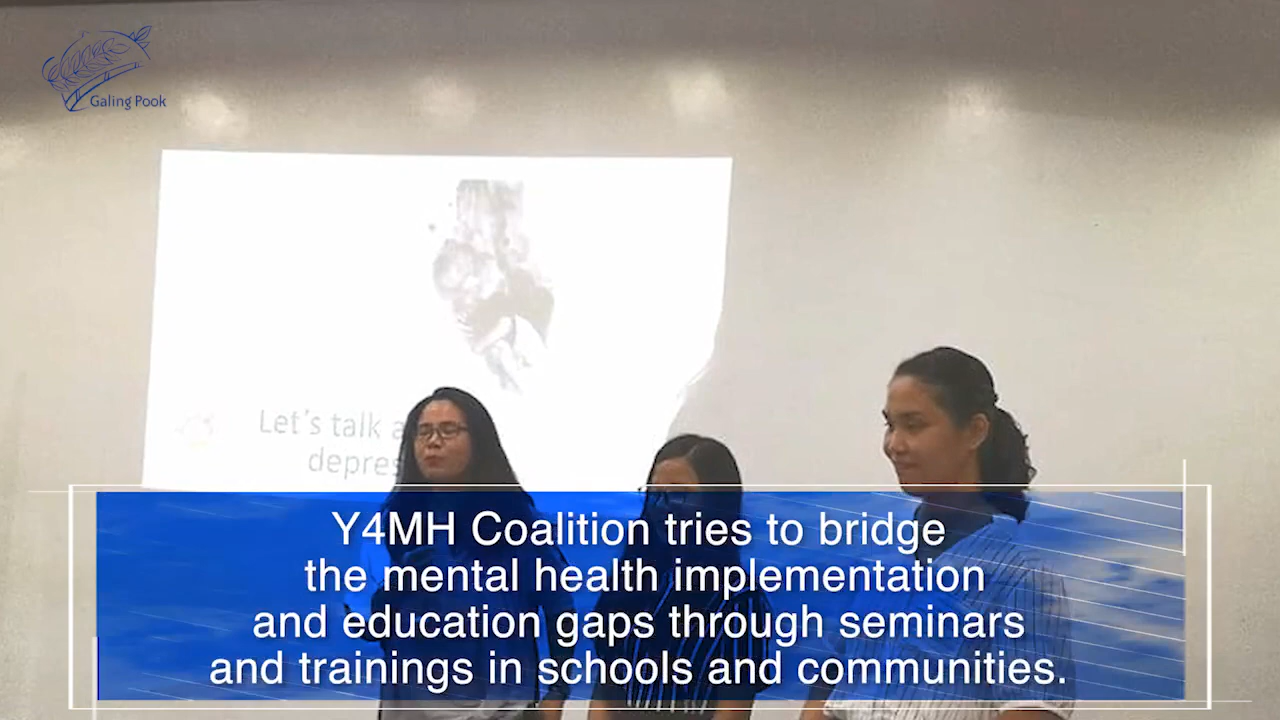 Galing Pook
Let's talk
Y4MH Coalition tries to bridge
the mental health implementation
and education gaps through seminars
and trainings in schools and communities.